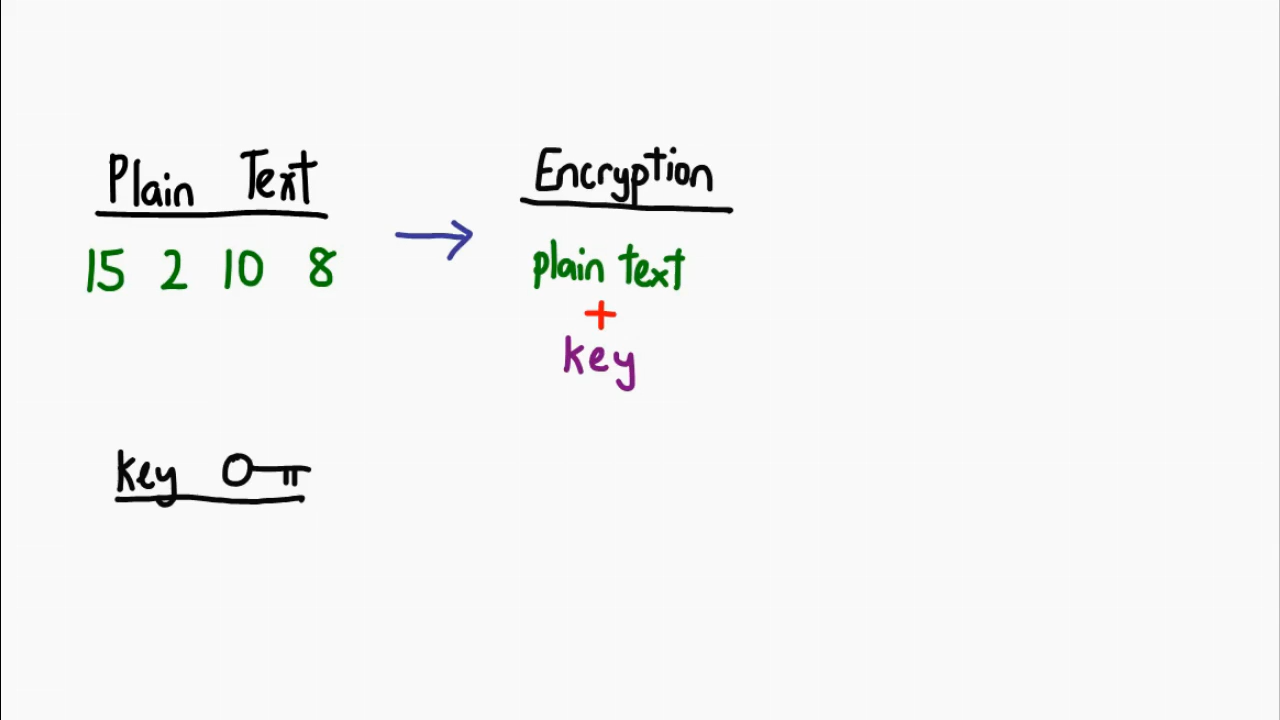 Plain Text
15 2 10 8
Encryption
plain text
+
key
key